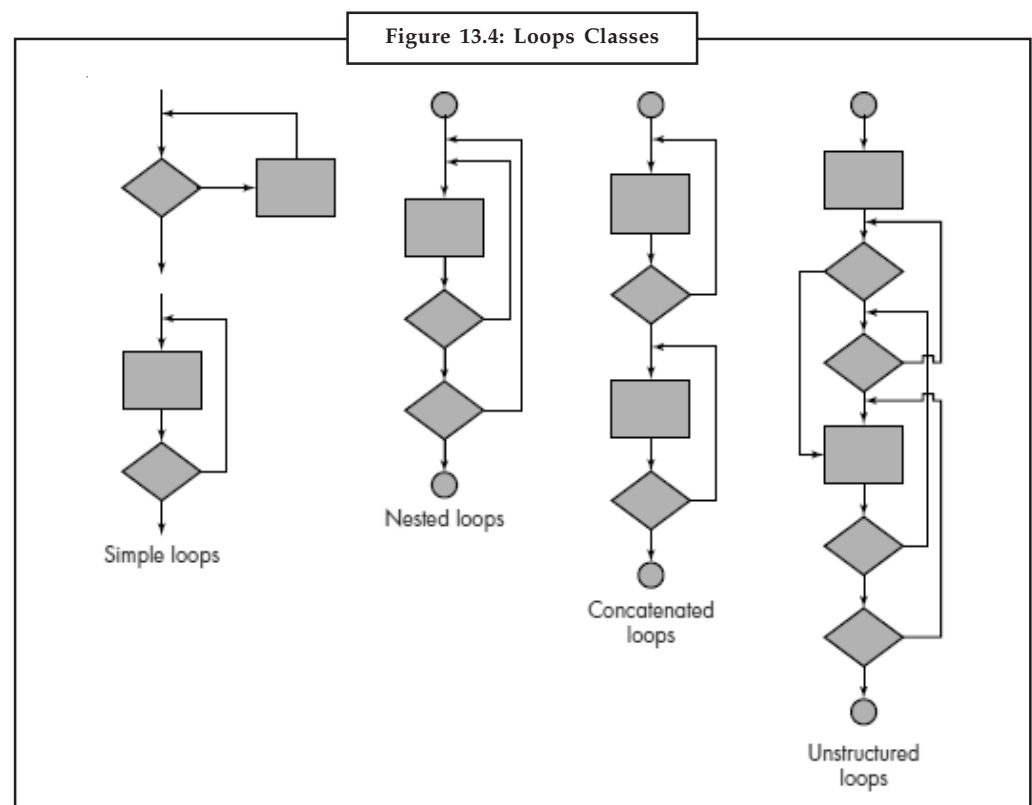 Figure 13.4: Loops Classes
Simple loops
Nested loops
Concatenated
loops
Unstructured
loops